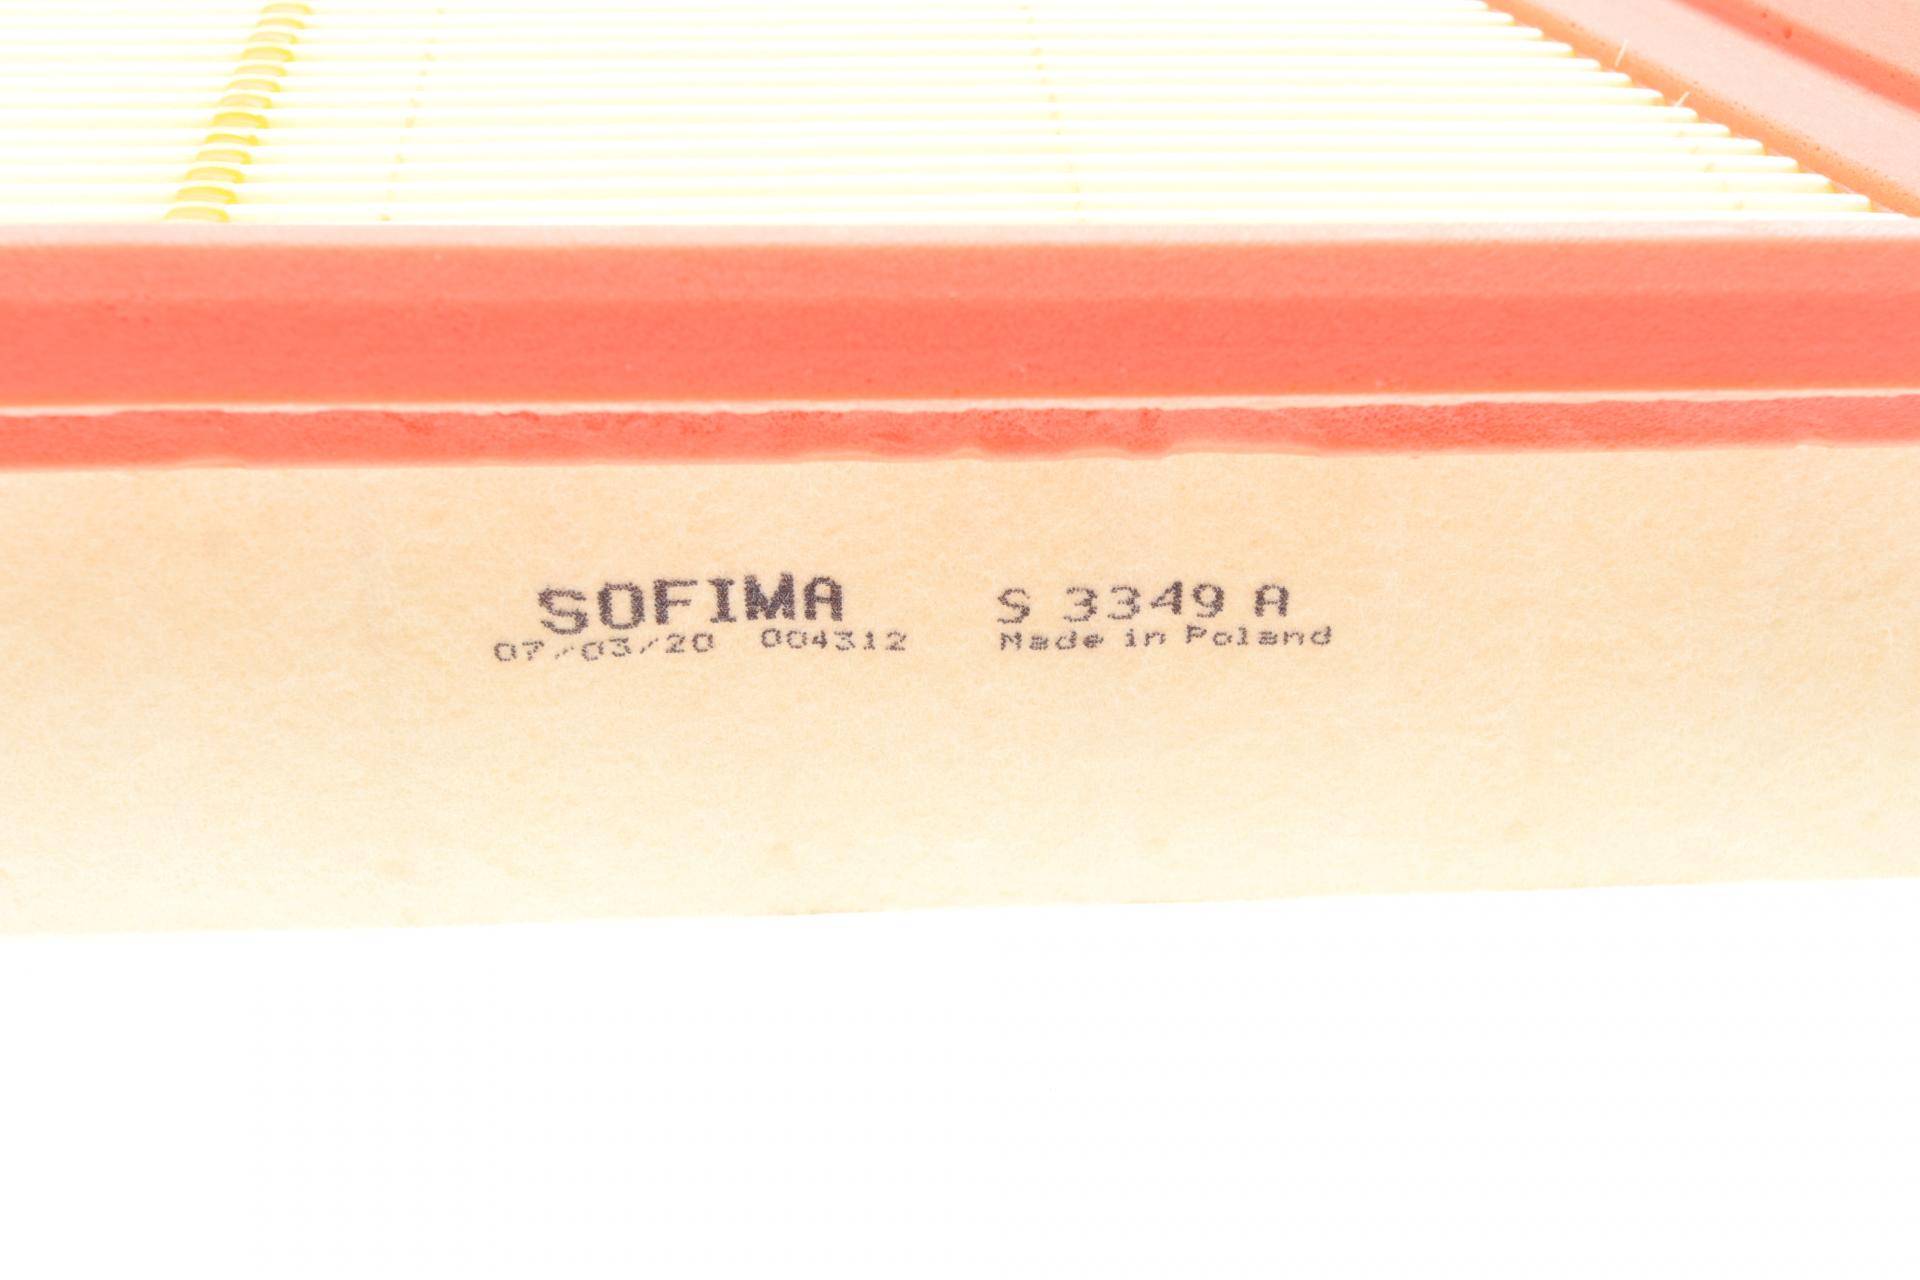 SOFIMA S 3349 A
07/03/20 004312 Made in Poland